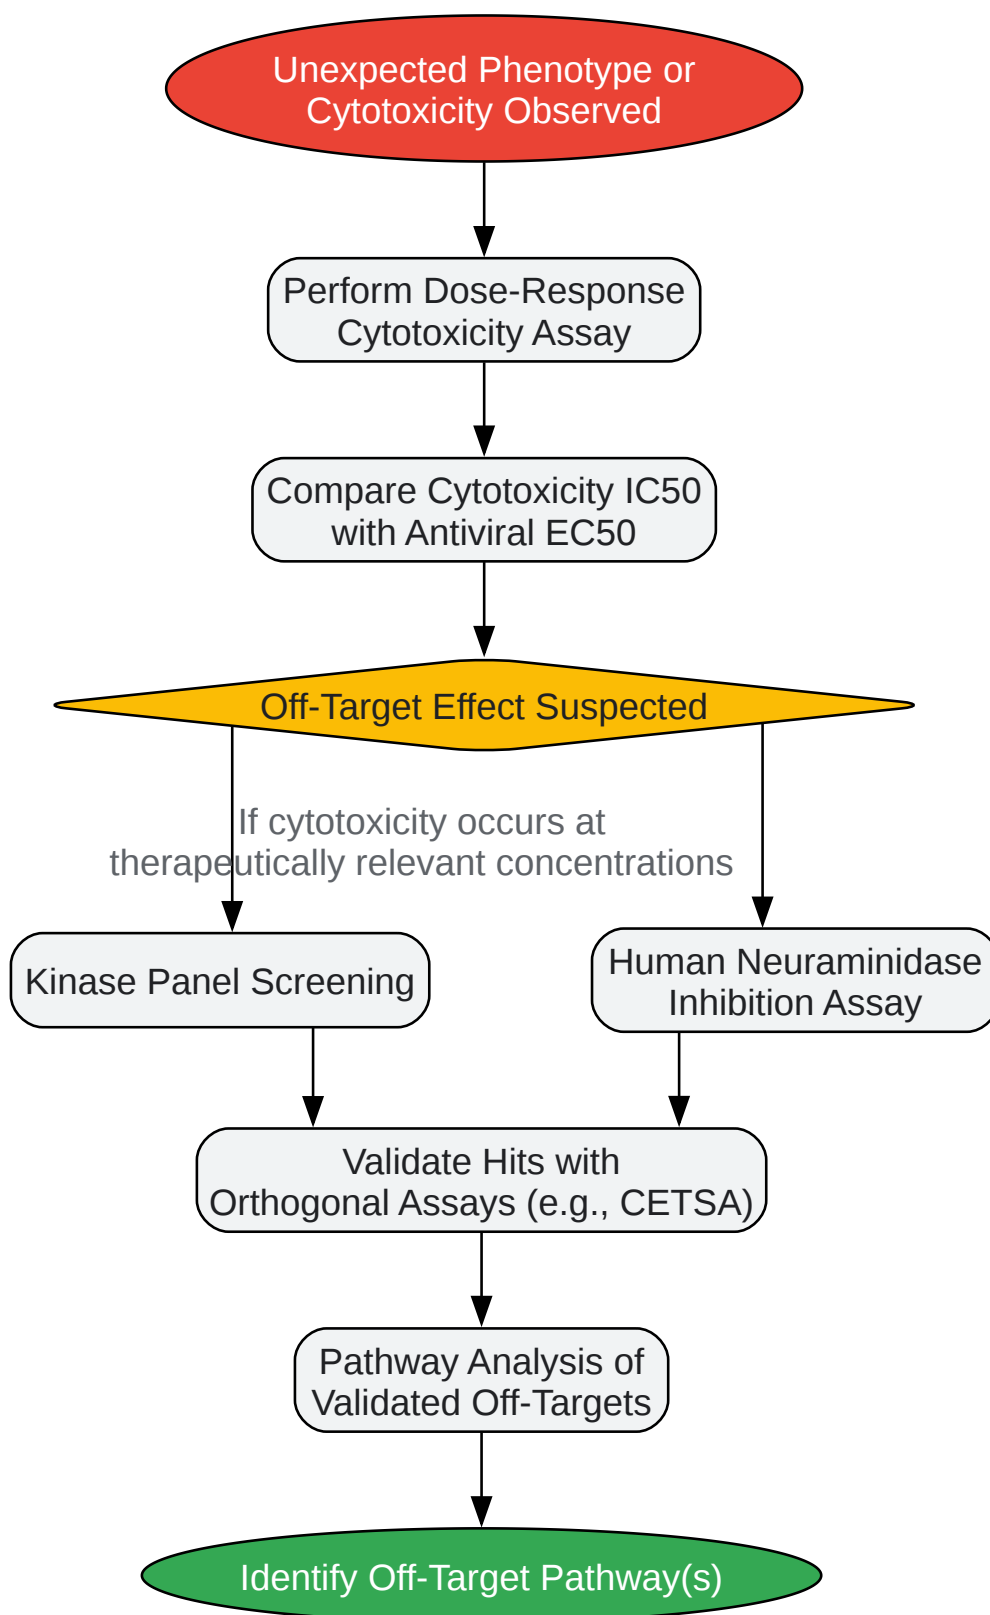 Unexpected Phenotype or
Cytotoxicity Observed
Perform Dose-Response
Cytotoxicity Assay
Compare Cytotoxicity IC50
with Antiviral EC50
Off-Target Effect Suspected
If cytotoxicity occurs at
therapeutically relevant concentrations
Kinase Panel Screening
Human Neuraminidase
Inhibition Assay
Validate Hits with
Orthogonal Assays (e.g., CETSA)
Pathway Analysis of
Validated Off-Targets
Identify Off-Target Pathway(s)